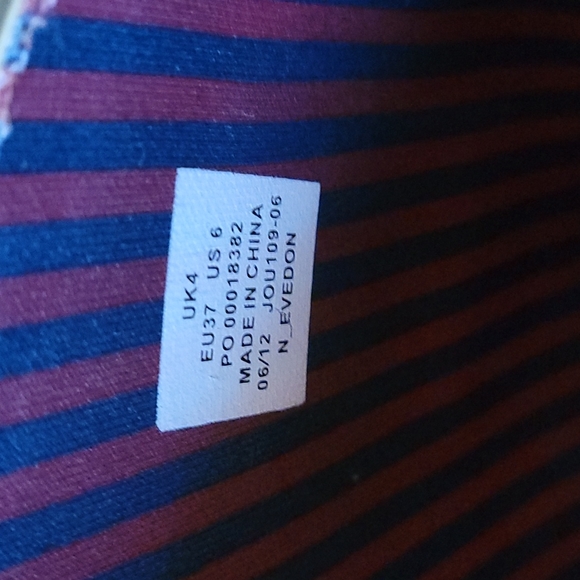 UK4
EU37 US 6
PO 00018382
MADE IN CHINA
06/12 JOU109-06
N_EVEDON